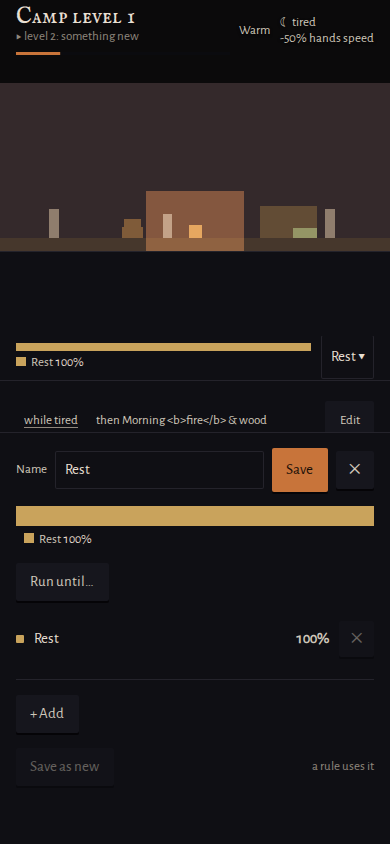 Camp level 1
▸ level 2: something new
Warm
☾ tired
-50% hands speed
Rest 100%
Rest ▾
while tired then Morning <b>fire</b> & wood Edit
Name Rest Save ×
Rest 100%
Run until...
Rest 100% ×
+ Add
Save as new a rule uses it